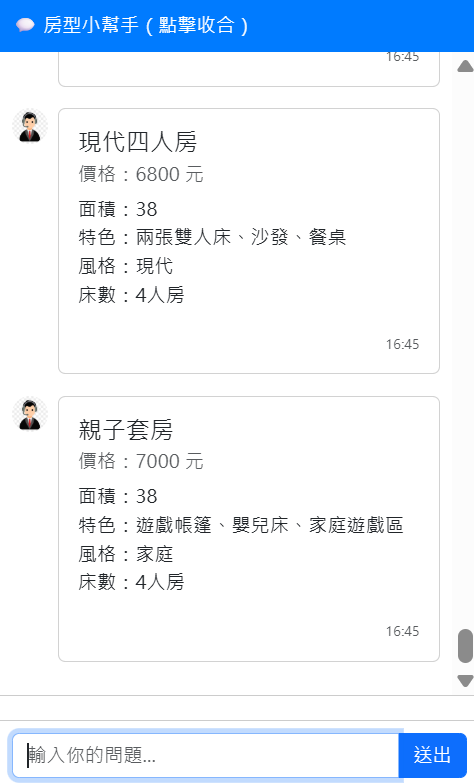 房型小幫手（點擊收合）
16:45
現代四人房
價格：6800 元
面積：38
特色：兩張雙人床、沙發、餐桌
風格：現代
床數：4人房
16:45
親子套房
價格：7000 元
面積：38
特色：遊戲帳篷、嬰兒床、家庭遊戲區
風格：家庭
床數：4人房
16:45
輸入你的問題... 送出